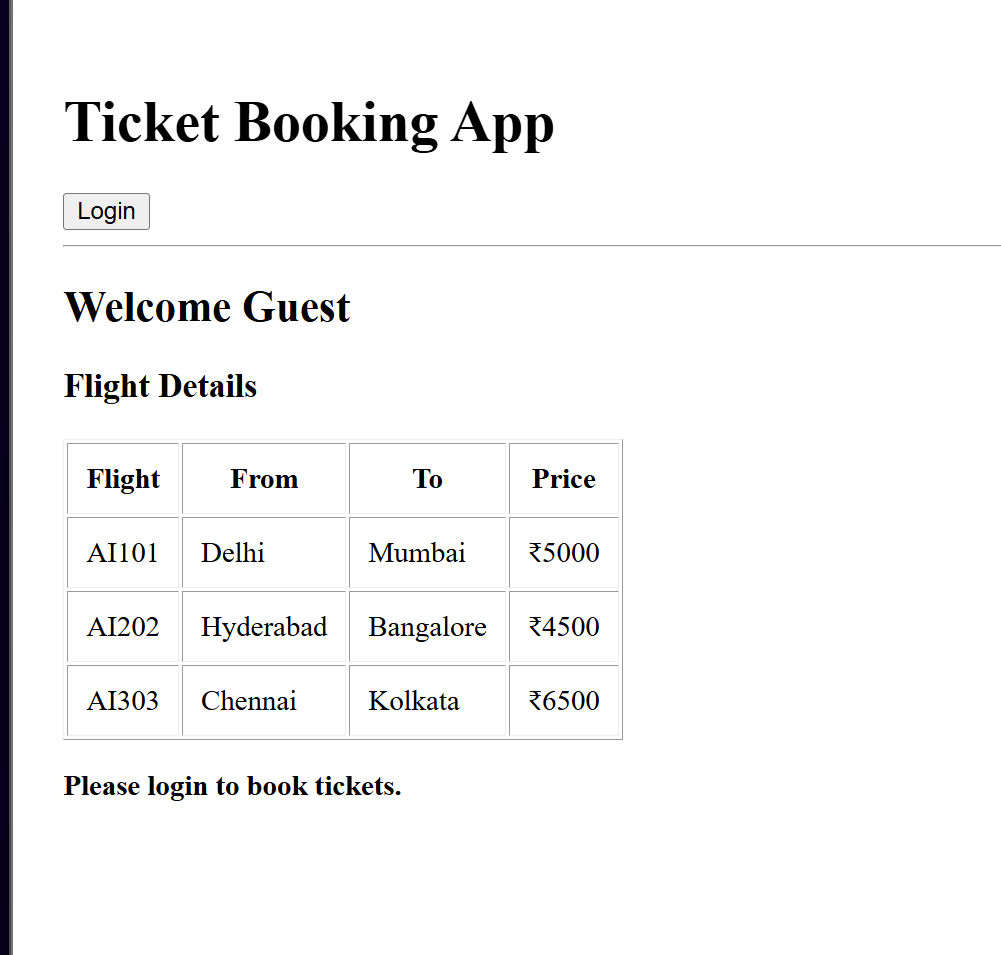 Ticket Booking App
Login
Welcome Guest
Flight Details
Flight From To Price
AI101 Delhi Mumbai ₹5000
AI202 Hyderabad Bangalore ₹4500
AI303 Chennai Kolkata ₹6500
Please login to book tickets.